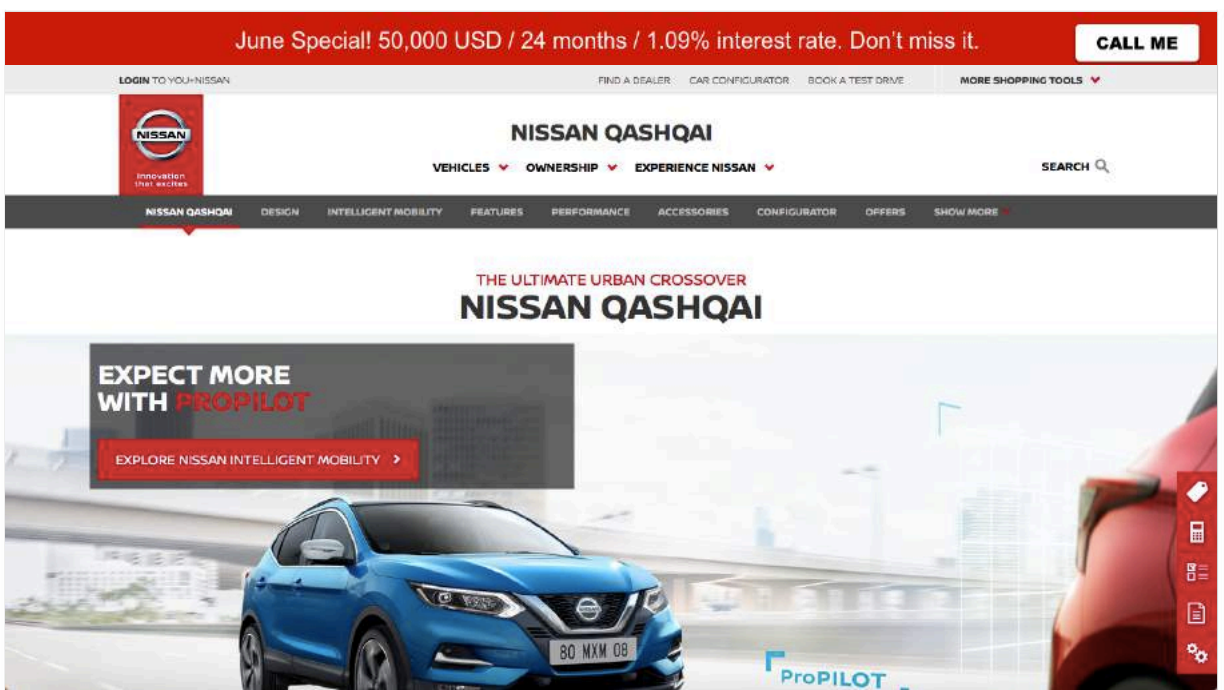 June Special! 50,000 USD / 24 months / 1.09% interest rate. Don't miss it.
CALL ME
LOGIN TO YOU+NISSAN
FIND A DEALER CAR CONFIGURATOR BOOK A TEST DRIVE MORE SHOPPING TOOLS
NISSAN
Innovation
that excites
NISSAN QASHQAI
VEHICLES OWNERSHIP EXPERIENCE NISSAN
SEARCH
NISSAN QASHQAI DESIGN INTELLIGENT MOBILITY FEATURES PERFORMANCE ACCESSORIES CONFIGURATOR OFFERS SHOW MORE
THE ULTIMATE URBAN CROSSOVER
NISSAN QASHQAI
EXPECT MORE
WITH PROPILOT
EXPLORE NISSAN INTELLIGENT MOBILITY
NISSAN
80 MXM 08
ProPILOT